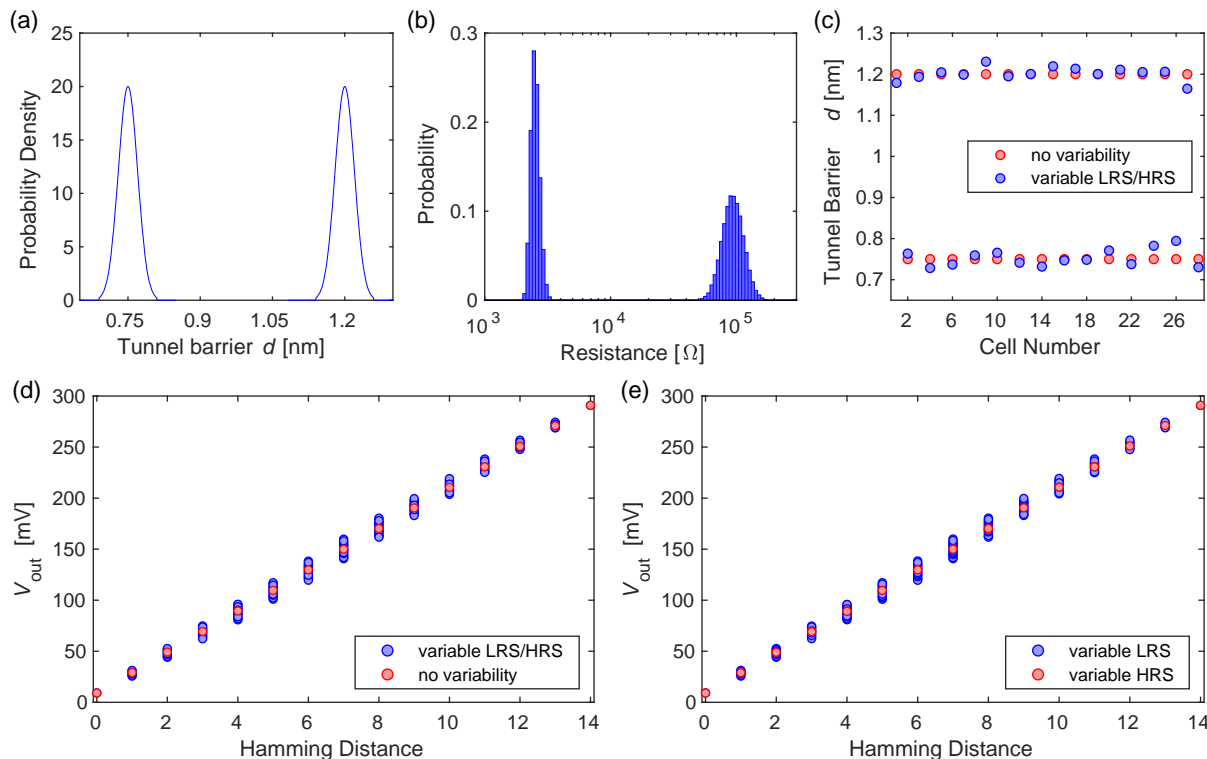 (a)
25
20
15
10
5
0
Probability Density
0.75 0.9 1.05 1.2
Tunnel barrier d [nm]
(b)
0.3
0.2
0.1
0
Probability
10^3 10^4 10^5
Resistance [Ω]
(c)
1.3
1.2
1.1
1
0.9
0.8
0.7
Tunnel Barrier d [nm]
no variability
variable LRS/HRS
2 6 10 14 18 22 26
Cell Number
(d)
300
250
200
150
100
50
0
V_out [mV]
variable LRS/HRS
no variability
0 2 4 6 8 10 12 14
Hamming Distance
(e)
300
250
200
150
100
50
0
V_out [mV]
variable LRS
variable HRS
0 2 4 6 8 10 12 14
Hamming Distance